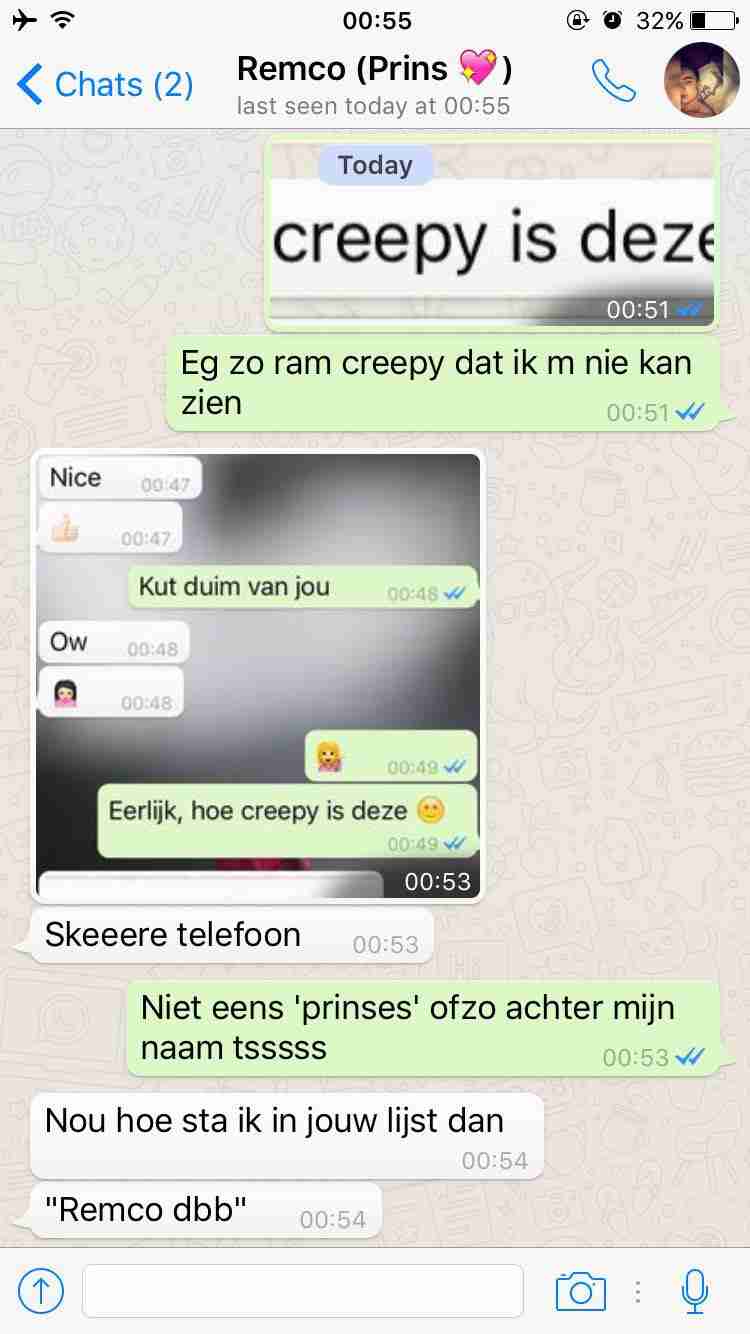 00:55
32%
Chats (2)
Remco (Prins 💖)
last seen today at 00:55
Today
creepy is deze
00:51
Eg zo ram creepy dat ik m nie kan
zien
00:51
Nice 00:47
👍🏻 00:47
Kut duim van jou 00:48
Ow 00:48
00:48
00:49
Eerlijk, hoe creepy is deze 🙂
00:49
00:53
Skeeere telefoon 00:53
Niet eens 'prinses' ofzo achter mijn
naam tsssss
00:53
Nou hoe sta ik in jouw lijst dan
00:54
"Remco dbb" 00:54